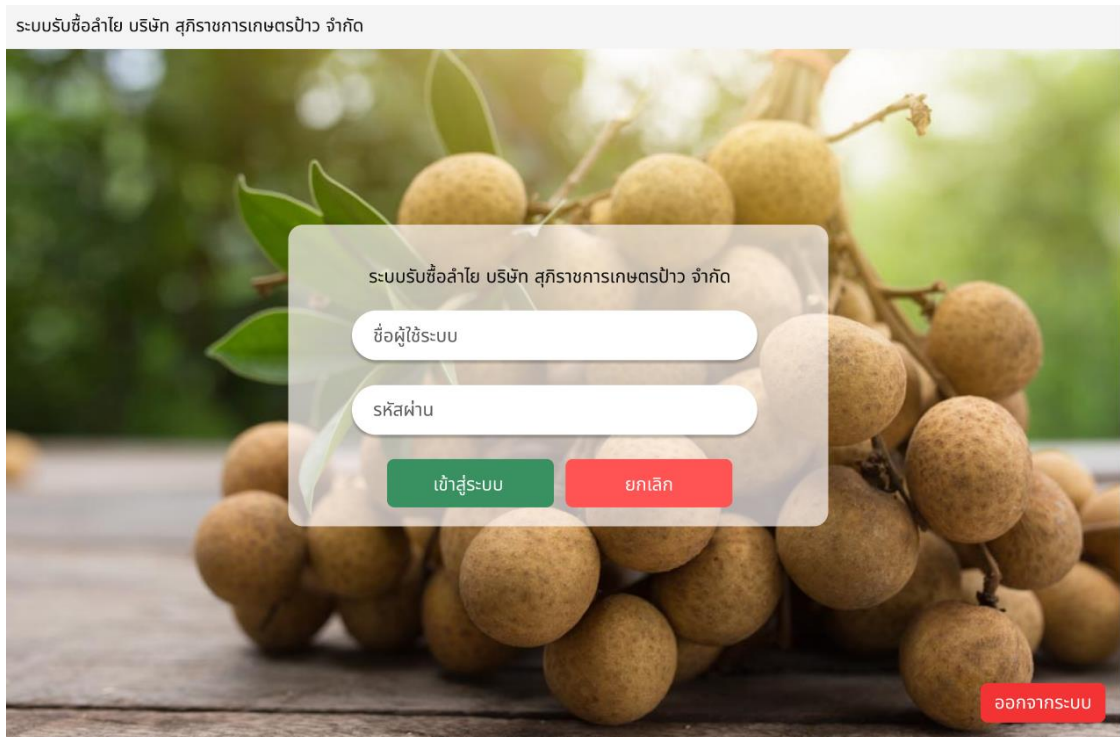 ระบบรับซื้อลำไย บริษัท สุภิราชการเกษตรป้าว จำกัด
ระบบรับซื้อลำไย บริษัท สุภิราชการเกษตรป้าว จำกัด
ชื่อผู้ใช้ระบบ
รหัสผ่าน
เข้าสู่ระบบ ยกเลิก
ออกจากระบบ